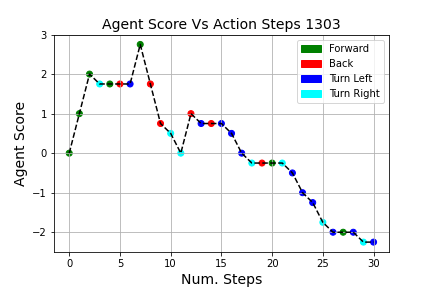 Agent Score Vs Action Steps 1303
Forward
Back
Turn Left
Turn Right
Agent Score
3
2
1
0
−1
−2
0 5 10 15 20 25 30
Num. Steps